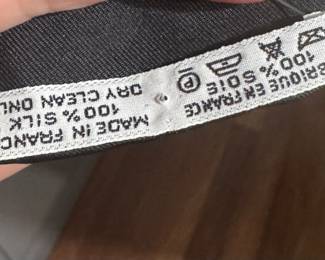 BRIQUE EN FRANCE
100% SOIE
P
MADE IN FRANC
100% SILK
DRY CLEAN ONL